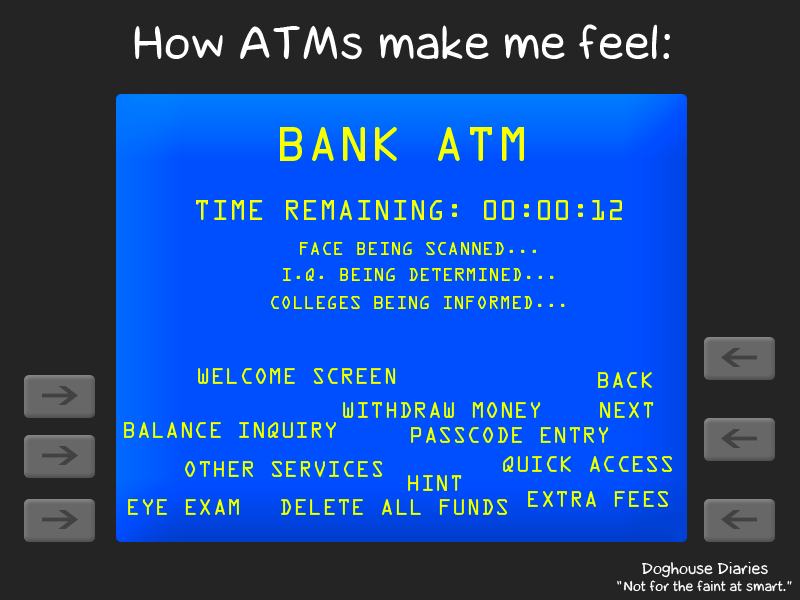 How ATMs make me feel:
BANK ATM
TIME REMAINING: 00:00:12
FACE BEING SCANNED...
I.Q. BEING DETERMINED...
COLLEGES BEING INFORMED...
WELCOME SCREEN
BACK
WITHDRAW MONEY
NEXT
BALANCE INQUIRY
PASSCODE ENTRY
OTHER SERVICES
QUICK ACCESS
HINT
EYE EXAM
DELETE ALL FUNDS
EXTRA FEES
Doghouse Diaries
"Not for the faint at smart."